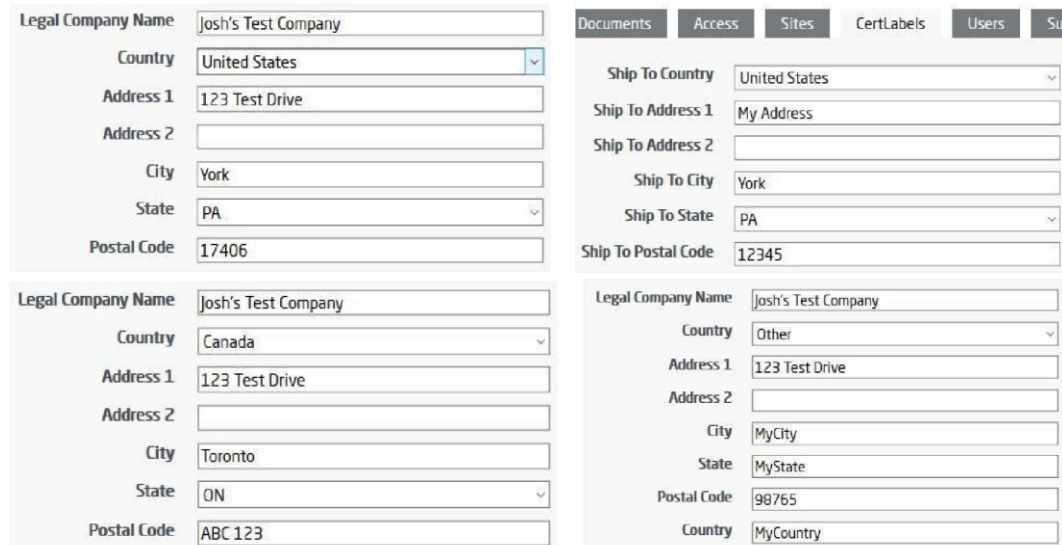 Legal Company Name Josh's Test Company
Country United States
Address 1 123 Test Drive
Address 2
City York
State PA
Postal Code 17406
Documents Access Sites CertLabels Users Su
Ship To Country United States
Ship To Address 1 My Address
Ship To Address 2
Ship To City York
Ship To State PA
Ship To Postal Code 12345
Legal Company Name Josh's Test Company
Country Canada
Address 1 123 Test Drive
Address 2
City Toronto
State ON
Postal Code ABC 123
Legal Company Name Josh's Test Company
Country Other
Address 1 123 Test Drive
Address 2
City MyCity
State MyState
Postal Code 98765
Country MyCountry